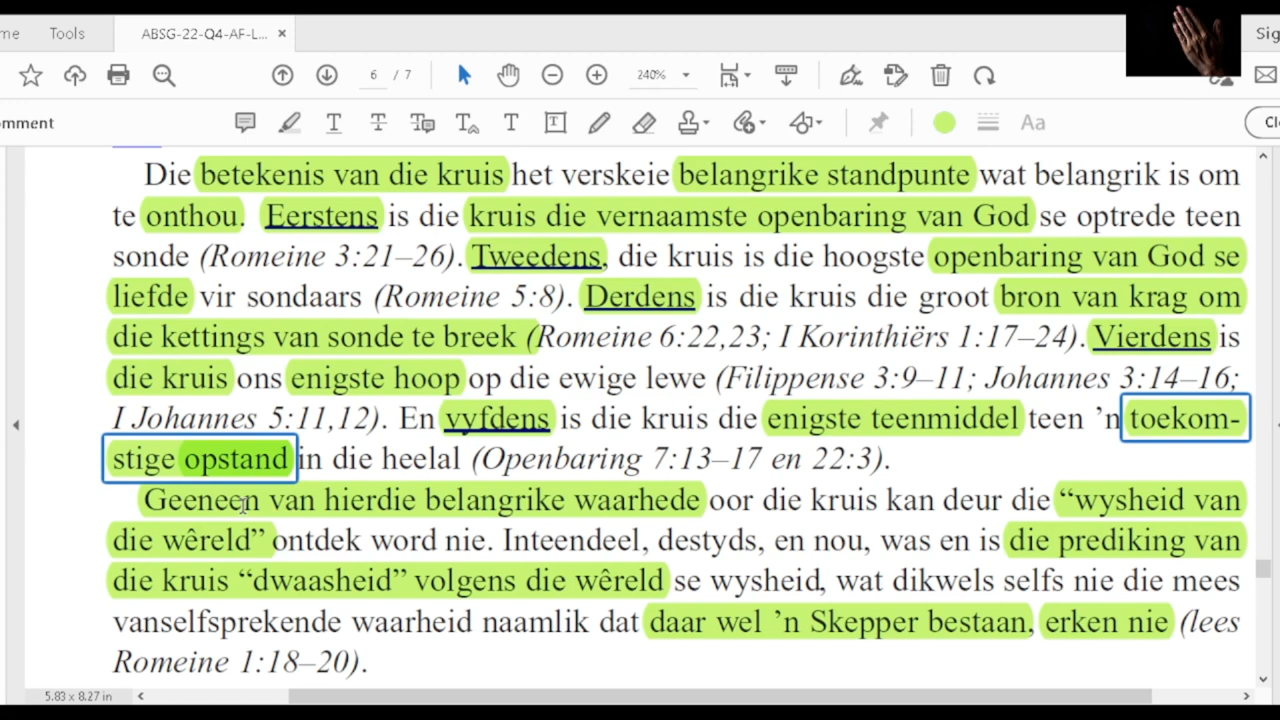 me Tools ABSG-22-Q4-AF-L... × Sig
6 / 7 240%
mment T T T T T Aa Cl
Die betekenis van die kruis het verskeie belangrike standpunte wat belangrik is om
te onthou. Eerstens is die kruis die vernaamste openbaring van God se optrede teen
sonde (Romeine 3:21–26). Tweedens, die kruis is die hoogste openbaring van God se
liefde vir sondaars (Romeine 5:8). Derdens is die kruis die groot bron van krag om
die kettings van sonde te breek (Romeine 6:22,23; I Korinthiërs 1:17–24). Vierdens is
die kruis ons enigste hoop op die ewige lewe (Filippense 3:9–11; Johannes 3:14–16;
I Johannes 5:11,12). En vyfdens is die kruis die enigste teenmiddel teen ’n toekom-
stige opstand in die heelal (Openbaring 7:13–17 en 22:3).
Geeneen van hierdie belangrike waarhede oor die kruis kan deur die “wysheid van
die wêreld” ontdek word nie. Inteendeel, destyds, en nou, was en is die prediking van
die kruis “dwaasheid” volgens die wêreld se wysheid, wat dikwels selfs nie die mees
vanselfsprekende waarheid naamlik dat daar wel ’n Skepper bestaan, erken nie (lees
Romeine 1:18–20).
5.83 x 8.27 in